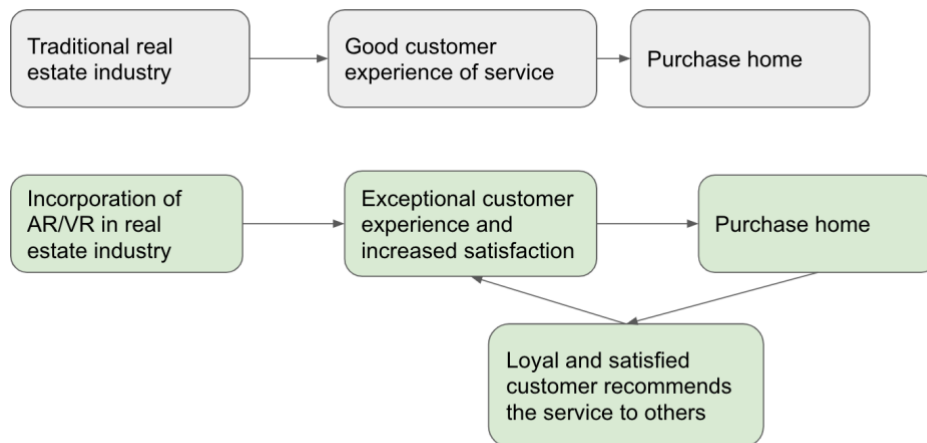 Traditional real
estate industry
Good customer
experience of service
Purchase home
Incorporation of
AR/VR in real
estate industry
Exceptional customer
experience and
increased satisfaction
Purchase home
Loyal and satisfied
customer recommends
the service to others